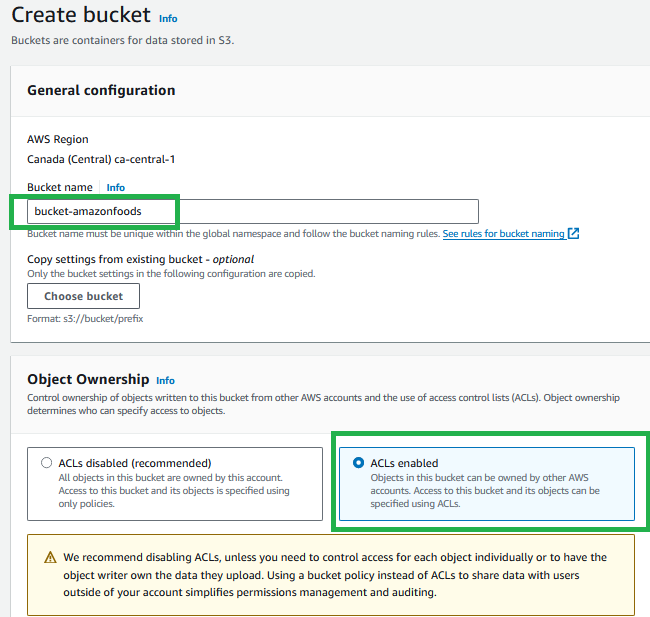 Create bucket Info
Buckets are containers for data stored in S3.
General configuration
AWS Region
Canada (Central) ca-central-1
Bucket name Info
bucket-amazonfoods
Bucket name must be unique within the global namespace and follow the bucket naming rules. See rules for bucket naming
Copy settings from existing bucket - optional
Only the bucket settings in the following configuration are copied.
Choose bucket
Format: s3://bucket/prefix
Object Ownership Info
Control ownership of objects written to this bucket from other AWS accounts and the use of access control lists (ACLs). Object ownership
determines who can specify access to objects.
ACLs disabled (recommended)
All objects in this bucket are owned by this account.
Access to this bucket and its objects is specified using
only policies.
ACLs enabled
Objects in this bucket can be owned by other AWS
accounts. Access to this bucket and its objects can be
specified using ACLs.
We recommend disabling ACLs, unless you need to control access for each object individually or to have the
object writer own the data they upload. Using a bucket policy instead of ACLs to share data with users
outside of your account simplifies permissions management and auditing.